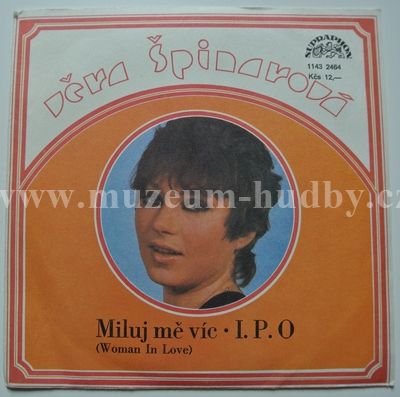 SUPRAPHON
1143 2464
Kčs 12,—
Věra Špinarová
www.muzeum-hudby.cz
Miluj mě víc · I. P. O
(Woman In Love)